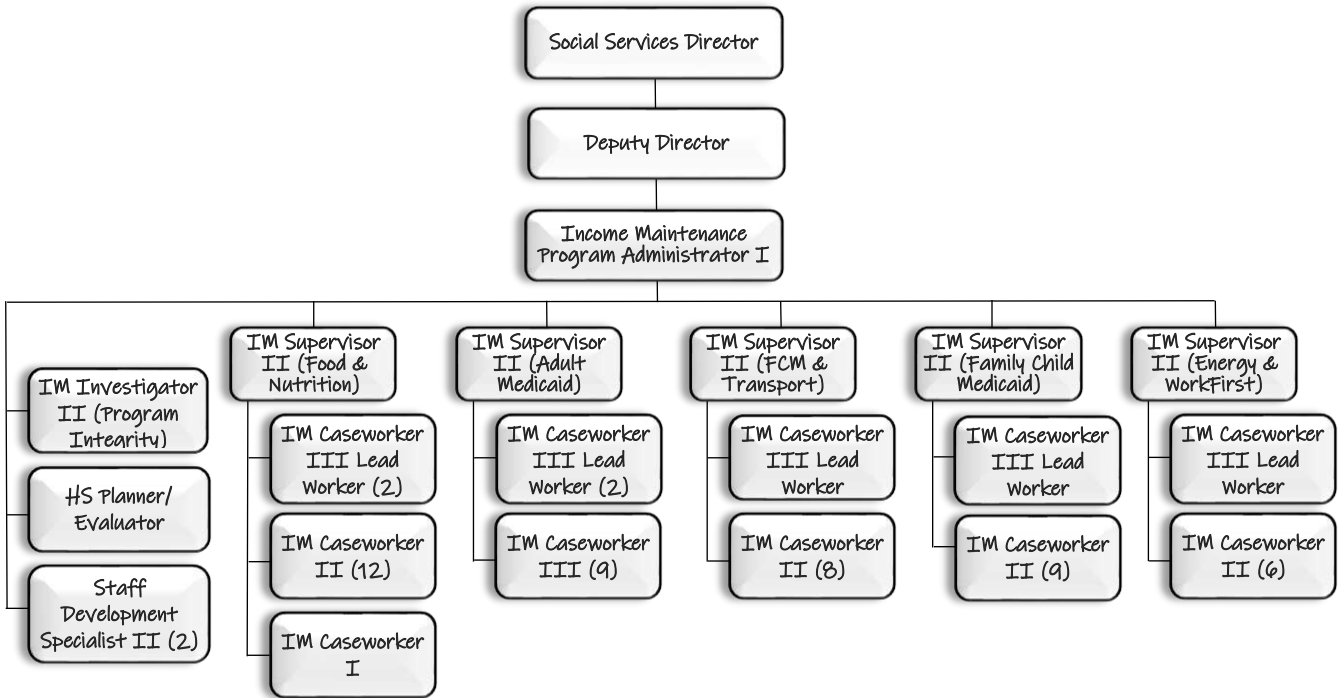 Social Services Director
Deputy Director
Income Maintenance
Program Administrator I
IM Investigator
II (Program
Integrity)
HS Planner/
Evaluator
Staff
Development
Specialist II (2)
IM Supervisor
II (Food &
Nutrition)
IM Caseworker
III Lead
Worker (2)
IM Caseworker
II (12)
IM Caseworker
I
IM Supervisor
II (Adult
Medicaid)
IM Caseworker
III Lead
Worker (2)
IM Caseworker
III (9)
IM Supervisor
II (FCM &
Transport)
IM Caseworker
III Lead
Worker
IM Caseworker
II (8)
IM Supervisor
II (Family Child
Medicaid)
IM Caseworker
III Lead
Worker
IM Caseworker
II (9)
IM Supervisor
II (Energy &
WorkFirst)
IM Caseworker
III Lead
Worker
IM Caseworker
II (6)